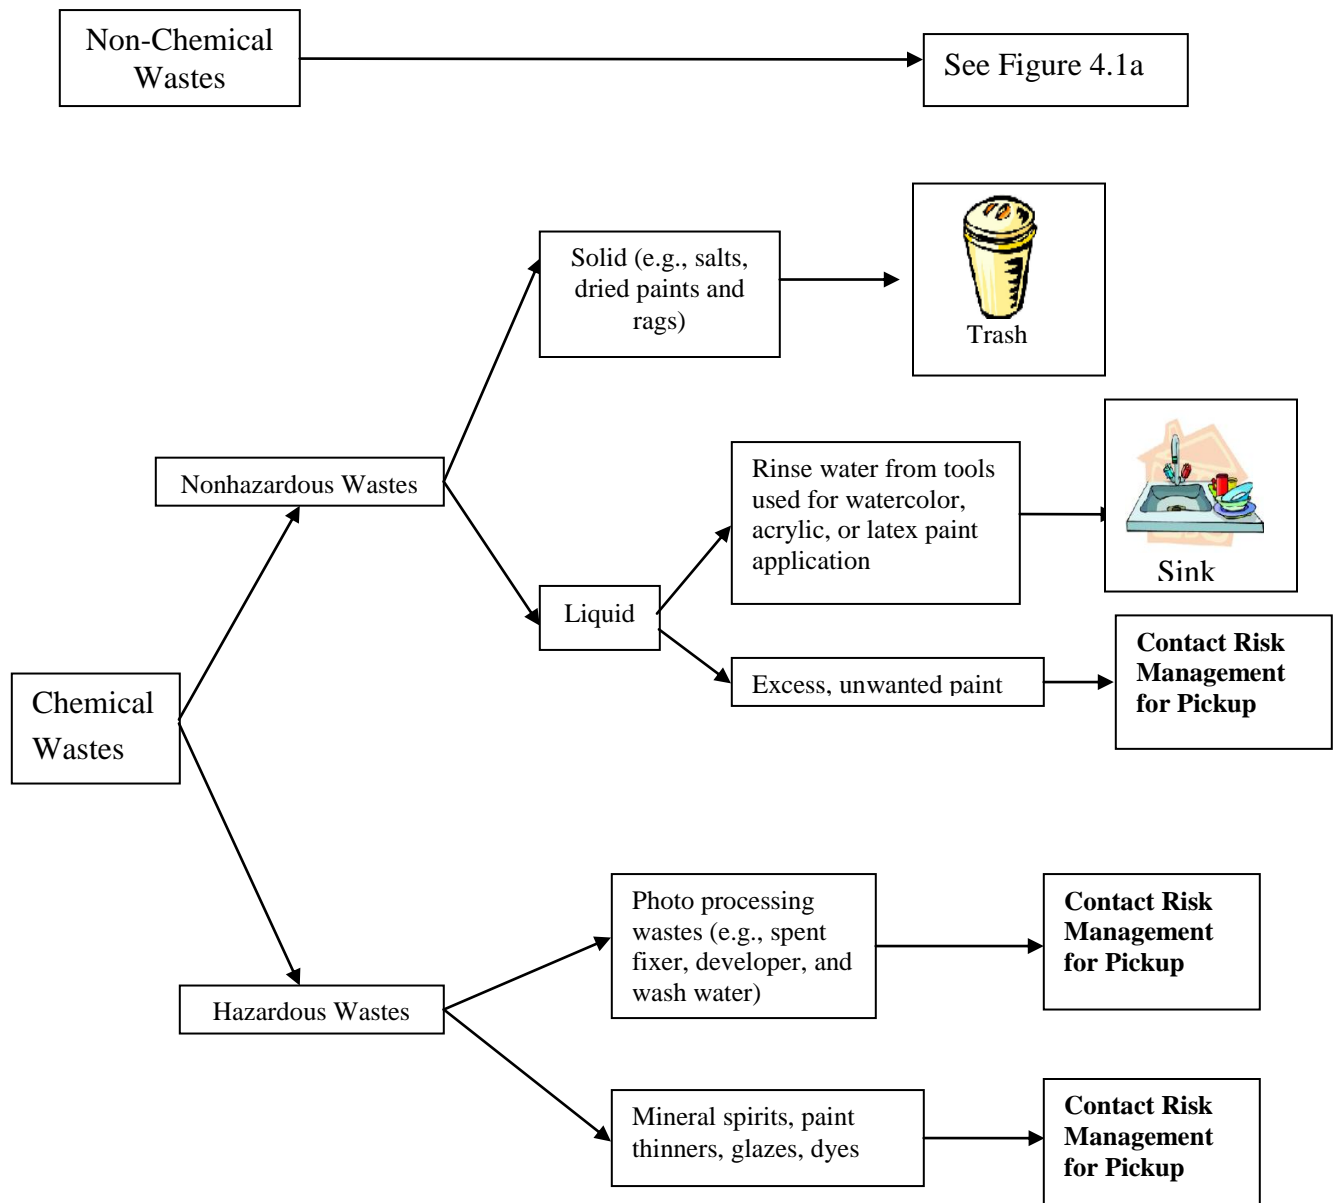 Non-Chemical
Wastes
See Figure 4.1a
Solid (e.g., salts,
dried paints and
rags)
Trash
Nonhazardous Wastes
Rinse water from tools
used for watercolor,
acrylic, or latex paint
application
Sink
Liquid
Excess, unwanted paint
Contact Risk
Management
for Pickup
Chemical
Wastes
Photo processing
wastes (e.g., spent
fixer, developer, and
wash water)
Contact Risk
Management
for Pickup
Hazardous Wastes
Mineral spirits, paint
thinners, glazes, dyes
Contact Risk
Management
for Pickup